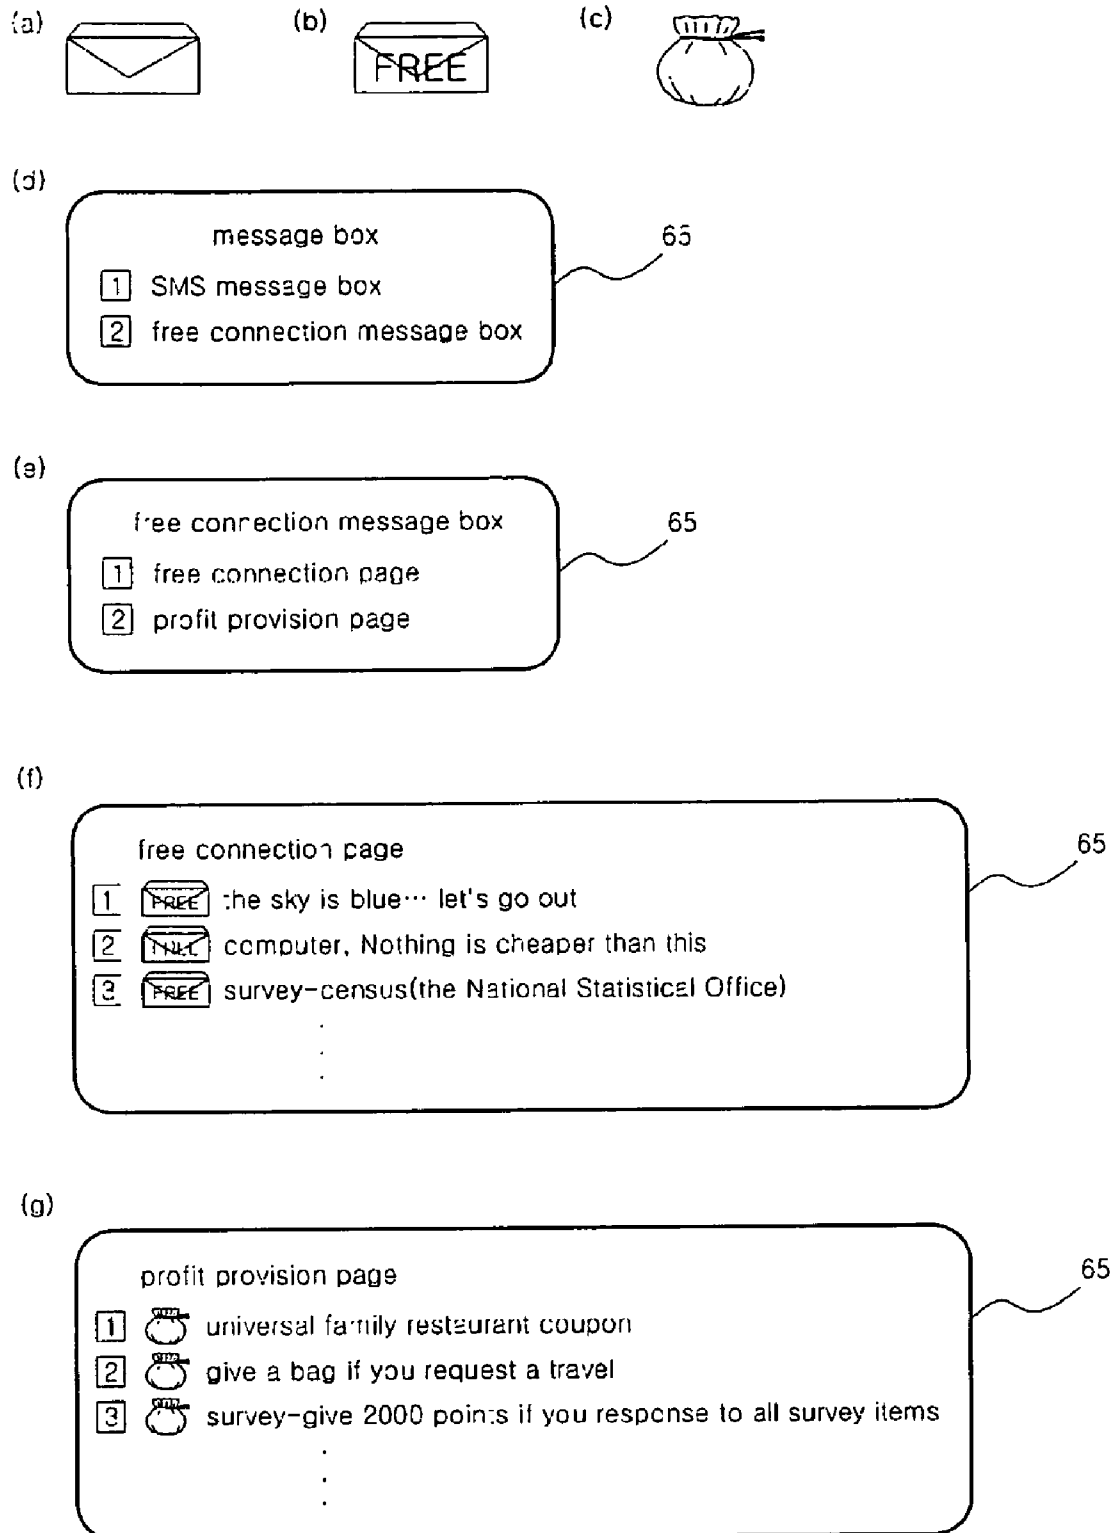 (a) (b) (c)
FREE
(d)
message box
65
1 SMS message box
2 free connection message box
(e)
free connection message box
65
1 free connection page
2 profit provision page
(f)
free connection page
65
1 FREE the sky is blue… let's go out
2 FREE computer, Nothing is cheaper than this
3 FREE survey-census(the National Statistical Office)
(g)
profit provision page
65
1 universal family restaurant coupon
2 give a bag if you request a travel
3 survey-give 2000 points if you response to all survey items